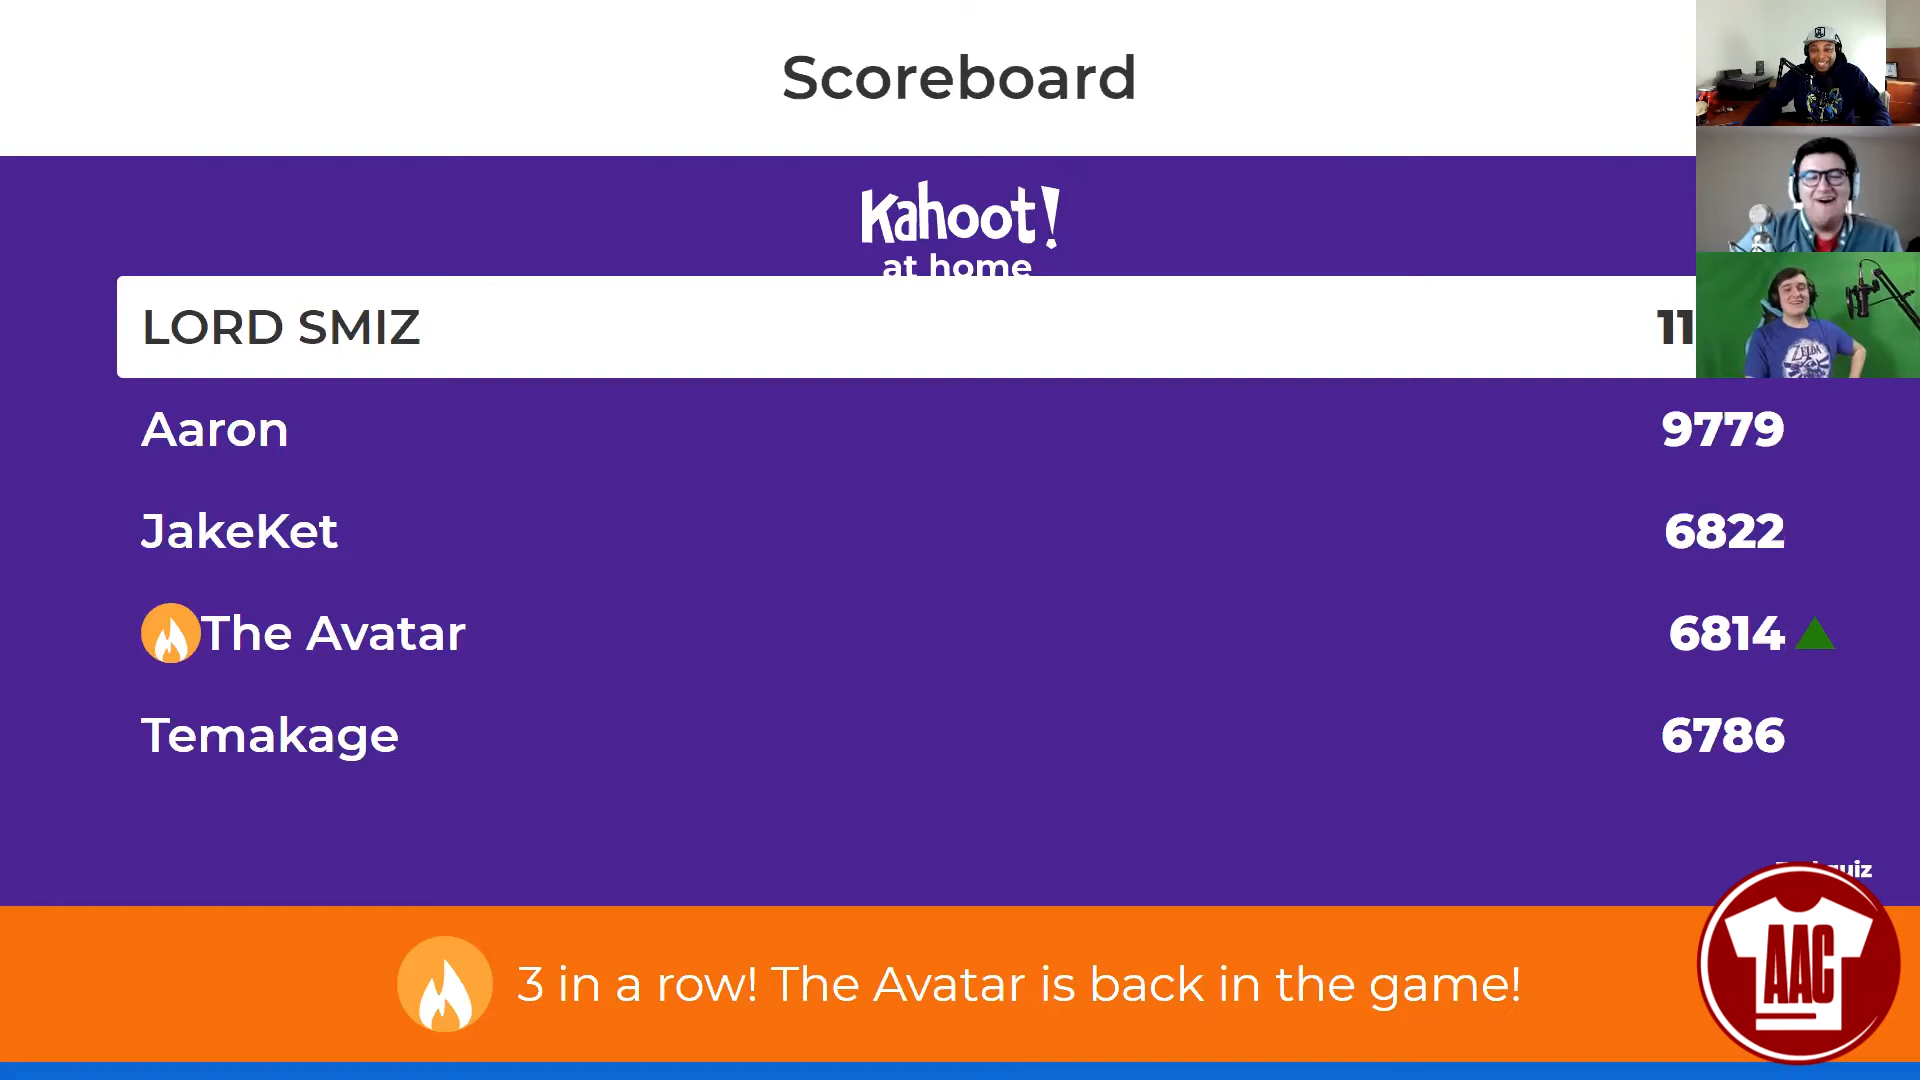 Scoreboard
Kahoot!
at home
LORD SMIZ 11
Aaron 9779
JakeKet 6822
The Avatar 6814
Temakage 6786
3 in a row! The Avatar is back in the game!
AAC
ZELDA